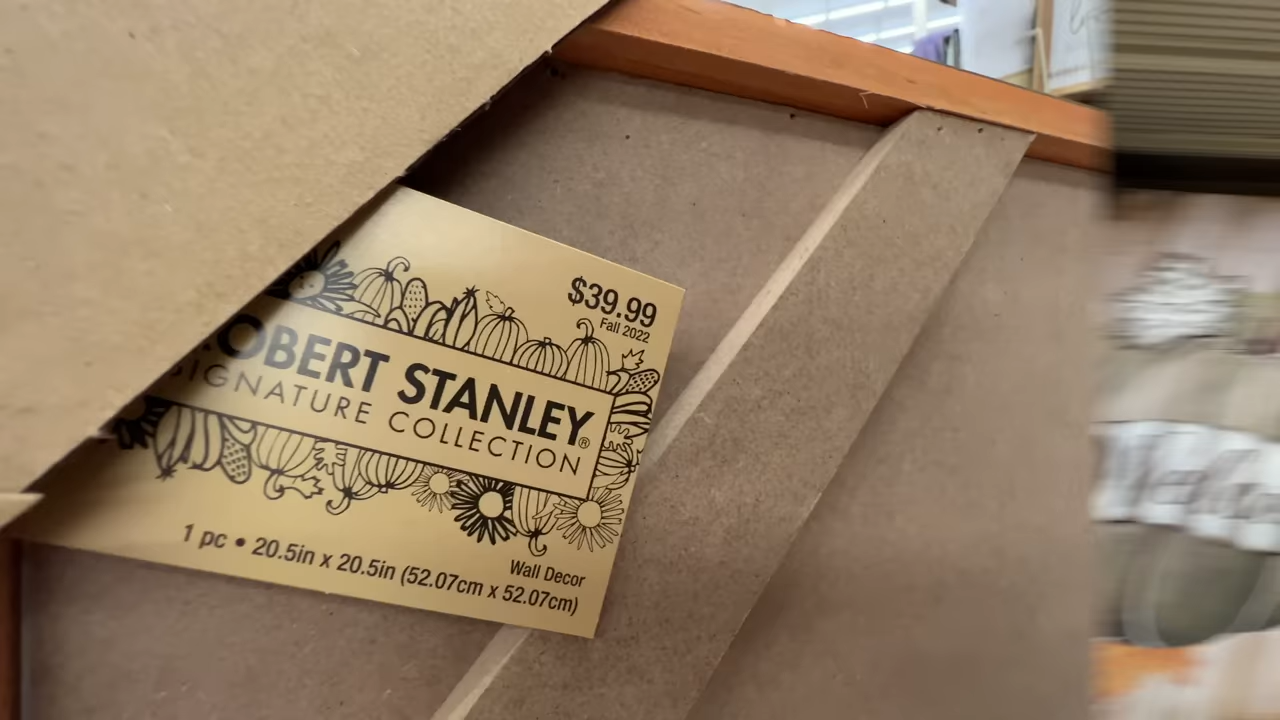 $39.99
Fall 2022
OBERT STANLEY®
SIGNATURE COLLECTION
Wall Decor
1 pc • 20.5in x 20.5in (52.07cm x 52.07cm)